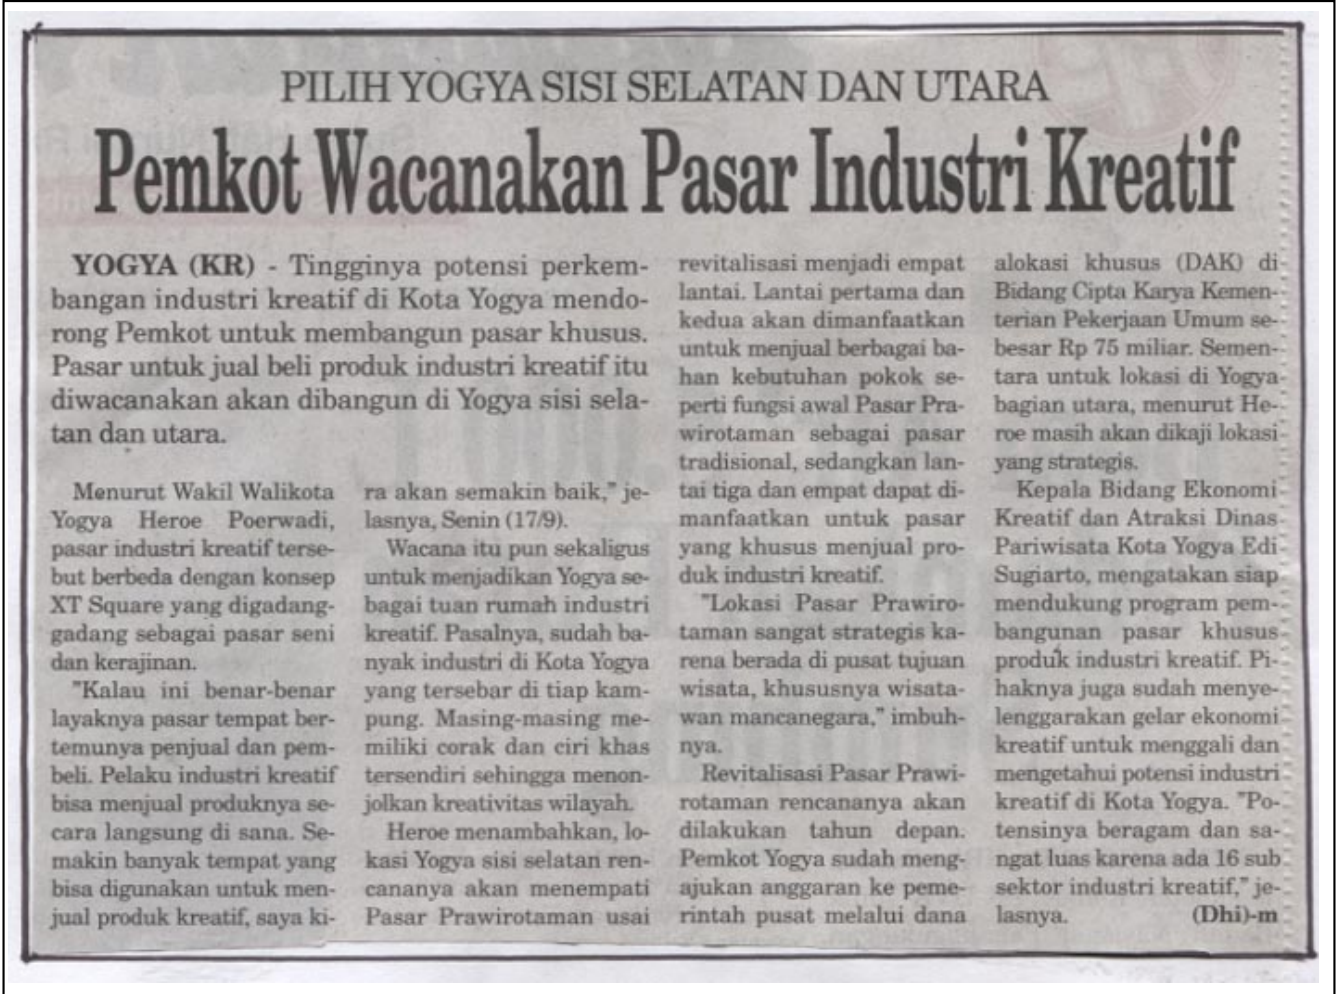 PILIH YOGYA SISI SELATAN DAN UTARA
Pemkot Wacanakan Pasar Industri Kreatif
YOGYA (KR) - Tingginya potensi perkem-
bangan industri kreatif di Kota Yogya mendo-
rong Pemkot untuk membangun pasar khusus.
Pasar untuk jual beli produk industri kreatif itu
diwacanakan akan dibangun di Yogya sisi sela-
tan dan utara.
Menurut Wakil Walikota
Yogya Heroe Poerwadi,
pasar industri kreatif terse-
but berbeda dengan konsep
XT Square yang digadang-
gadang sebagai pasar seni
dan kerajinan.
"Kalau ini benar-benar
layaknya pasar tempat ber-
temunya penjual dan pem-
beli. Pelaku industri kreatif
bisa menjual produknya se-
cara langsung di sana. Se-
makin banyak tempat yang
bisa digunakan untuk men-
jual produk kreatif, saya ki-
ra akan semakin baik," je-
lasnya, Senin (17/9).
Wacana itu pun sekaligus
untuk menjadikan Yogya se-
bagai tuan rumah industri
kreatif. Pasalnya, sudah ba-
nyak industri di Kota Yogya
yang tersebar di tiap kam-
pung. Masing-masing me-
miliki corak dan ciri khas
tersendiri sehingga menon-
jolkan kreativitas wilayah.
Heroe menambahkan, lo-
kasi Yogya sisi selatan ren-
cananya akan menempati
Pasar Prawirotaman usai
revitalisasi menjadi empat
lantai. Lantai pertama dan
kedua akan dimanfaatkan
untuk menjual berbagai ba-
han kebutuhan pokok se-
perti fungsi awal Pasar Pra-
wirotaman sebagai pasar
tradisional, sedangkan lan-
tai tiga dan empat dapat di-
manfaatkan untuk pasar
yang khusus menjual pro-
duk industri kreatif.
"Lokasi Pasar Prawiro-
taman sangat strategis ka-
rena berada di pusat tujuan
wisata, khususnya wisata-
wan mancanegara," imbuh-
nya.
Revitalisasi Pasar Prawi-
rotaman rencananya akan
dilakukan tahun depan.
Pemkot Yogya sudah meng-
ajukan anggaran ke peme-
rintah pusat melalui dana
alokasi khusus (DAK) di
Bidang Cipta Karya Kemen-
terian Pekerjaan Umum se-
besar Rp 75 miliar. Semen-
tara untuk lokasi di Yogya
bagian utara, menurut He-
roe masih akan dikaji lokasi
yang strategis.
Kepala Bidang Ekonomi
Kreatif dan Atraksi Dinas
Pariwisata Kota Yogya Edi
Sugiarto, mengatakan siap
mendukung program pem-
bangunan pasar khusus
produk industri kreatif. Pi-
haknya juga sudah menye-
lenggarakan gelar ekonomi
kreatif untuk menggali dan
mengetahui potensi industri
kreatif di Kota Yogya. "Po-
tensinya beragam dan sa-
ngat luas karena ada 16 sub
sektor industri kreatif," je-
lasnya. (Dhi)-m